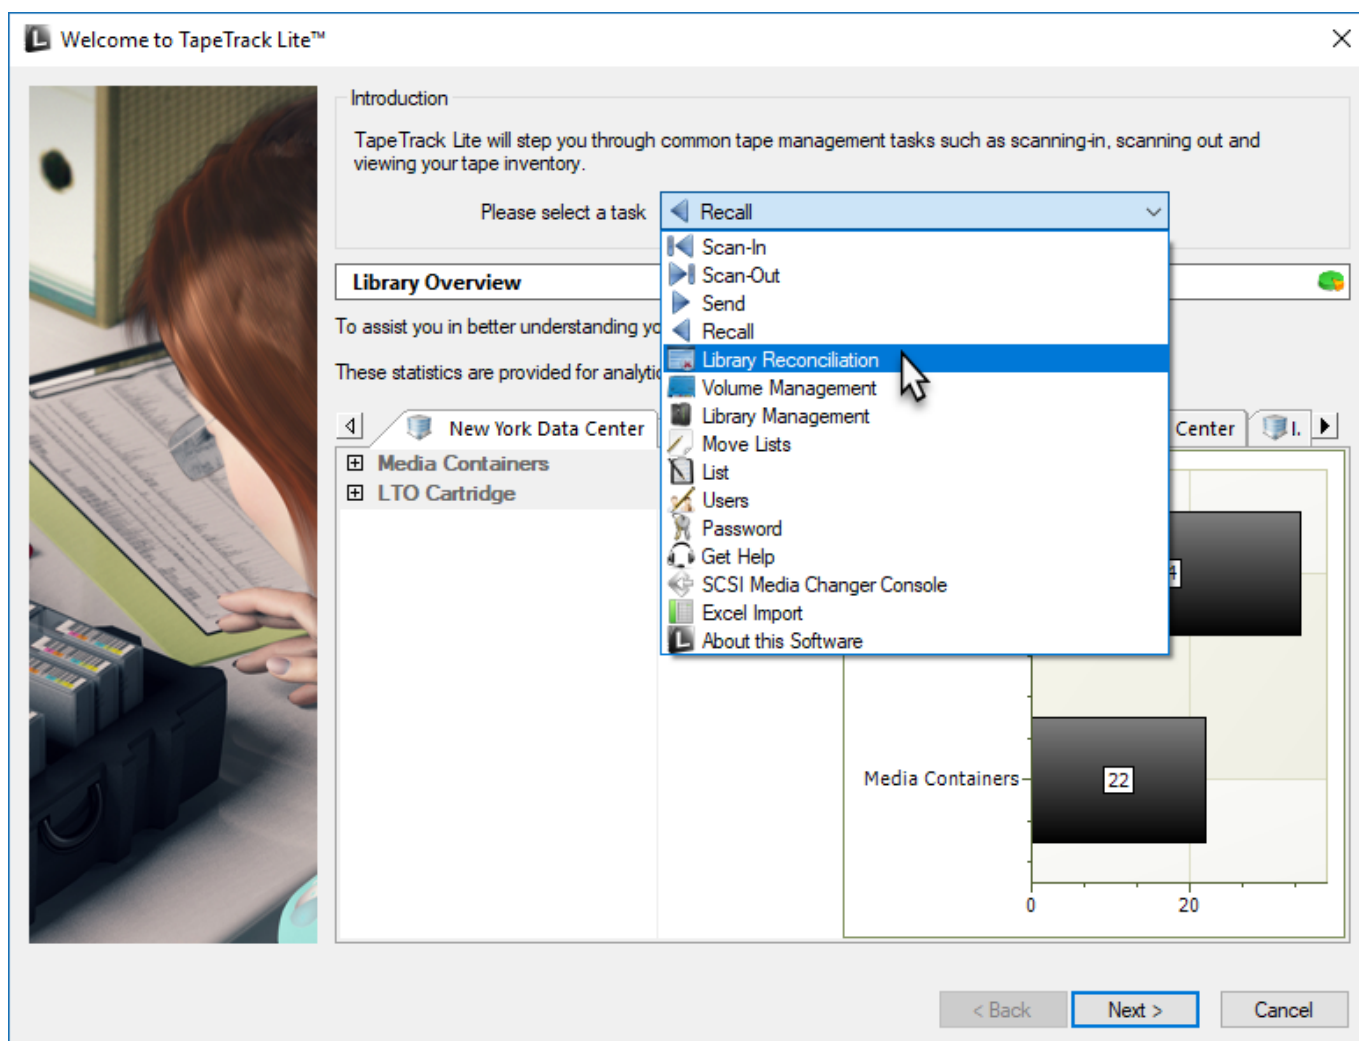 Welcome to TapeTrack Lite™
Introduction
TapeTrack Lite will step you through common tape management tasks such as scanning-in, scanning out and
viewing your tape inventory.
Please select a task
Recall
Scan-In
Scan-Out
Send
Recall
Library Reconciliation
Volume Management
Library Management
Move Lists
List
Users
Password
Get Help
SCSI Media Changer Console
Excel Import
About this Software
Library Overview
To assist you in better understanding
These statistics are provided for
New York Data Center
Center
Media Containers
LTO Cartridge
Media Containers
22
0
20
< Back
Next >
Cancel